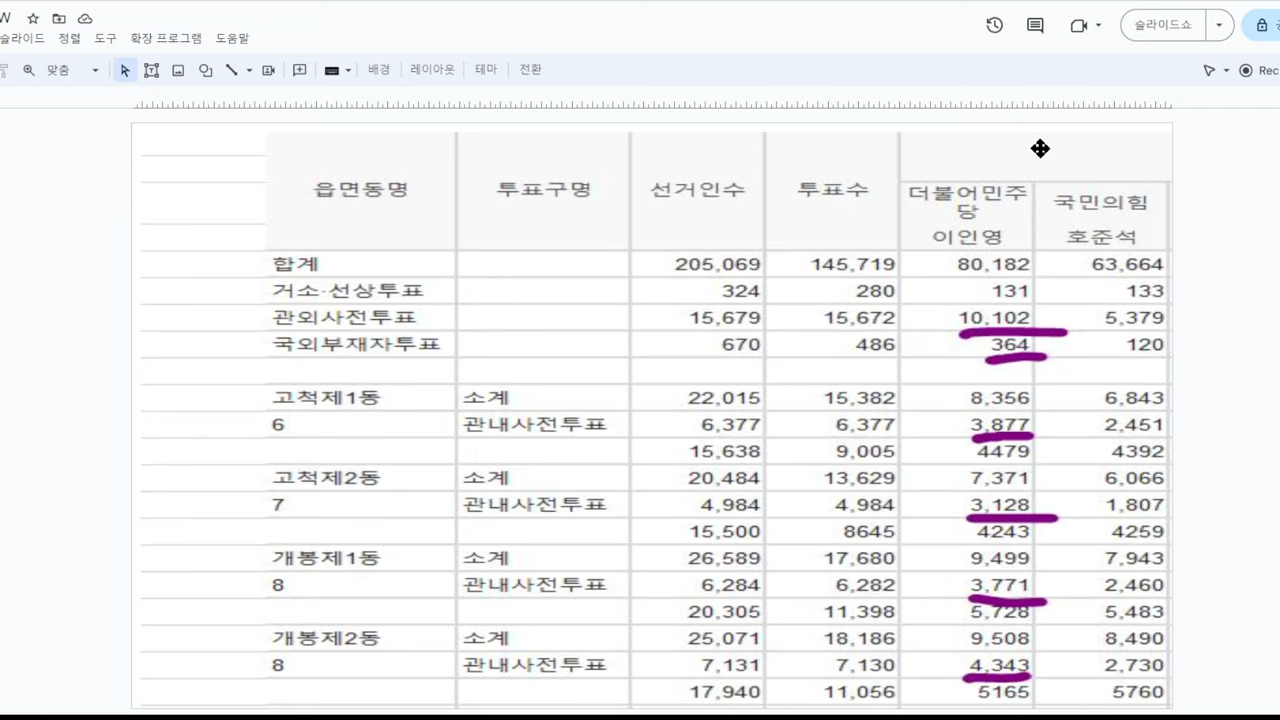 W
슬라이드쇼
슬라이드 정렬 도구 확장 프로그램 도움말
맞춤 배경 레이아웃 테마 전환 Rec
읍면동명 투표구명 선거인수 투표수 더불어민주당 이인영 국민의힘 호준석
합계 205,069 145,719 80,182 63,664
거소·선상투표 324 280 131 133
관외사전투표 15,679 15,672 10,102 5,379
국외부재자투표 670 486 364 120
고척제1동 소계 22,015 15,382 8,356 6,843
6 관내사전투표 6,377 6,377 3,877 2,451
15,638 9,005 4479 4392
고척제2동 소계 20,484 13,629 7,371 6,066
7 관내사전투표 4,984 4,984 3,128 1,807
15,500 8645 4243 4259
개봉제1동 소계 26,589 17,680 9,499 7,943
8 관내사전투표 6,284 6,282 3,771 2,460
20,305 11,398 5,728 5,483
개봉제2동 소계 25,071 18,186 9,508 8,490
8 관내사전투표 7,131 7,130 4,343 2,730
17,940 11,056 5165 5760